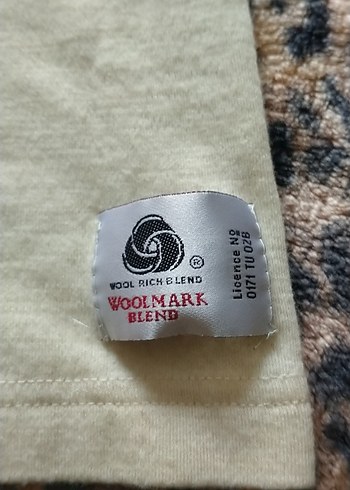 ®
WOOL RICH BLEND
WOOLMARK
BLEND
Licence Nº
0171 TU 02B